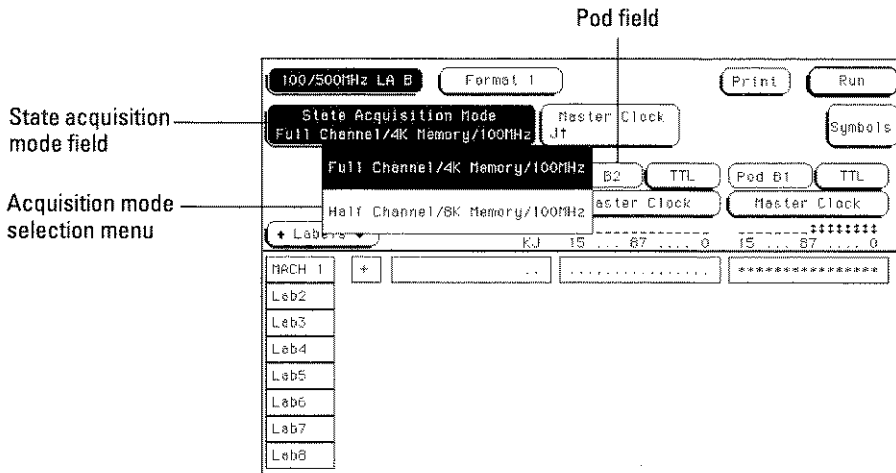 Pod field
100/500MHz LA B Format 1 Print Run
State acquisition mode field
State Acquisition Mode
Full Channel/4K Memory/100MHz
Master Clock
J↑
Symbols
Acquisition mode selection menu
Full Channel/4K Memory/100MHz
Half Channel/8K Memory/100MHz
B2 TTL Pod B1 TTL
aster Clock Master Clock
+ Labels
KJ 15 ... 87 .... 0 15 ... 87 .... 0
MACH 1 + .. ................ ****************
Lab2
Lab3
Lab4
Lab5
Lab6
Lab7
Lab8